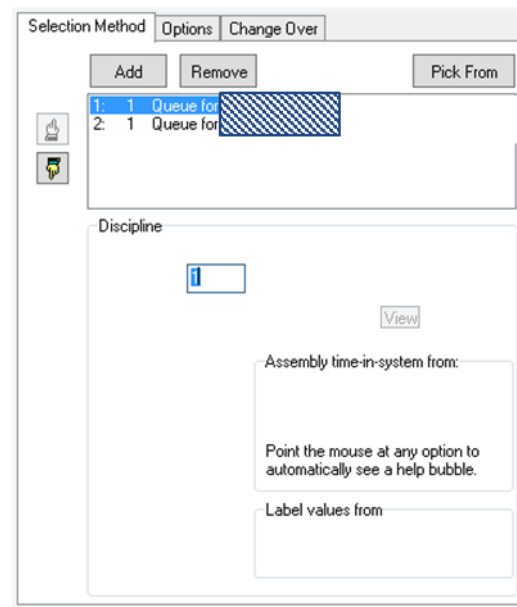 Selection Method Options Change Over
Add Remove Pick From
1: 1 Queue for
2: 1 Queue for
Discipline
1
View
Assembly time-in-system from:
Point the mouse at any option to
automatically see a help bubble.
Label values from